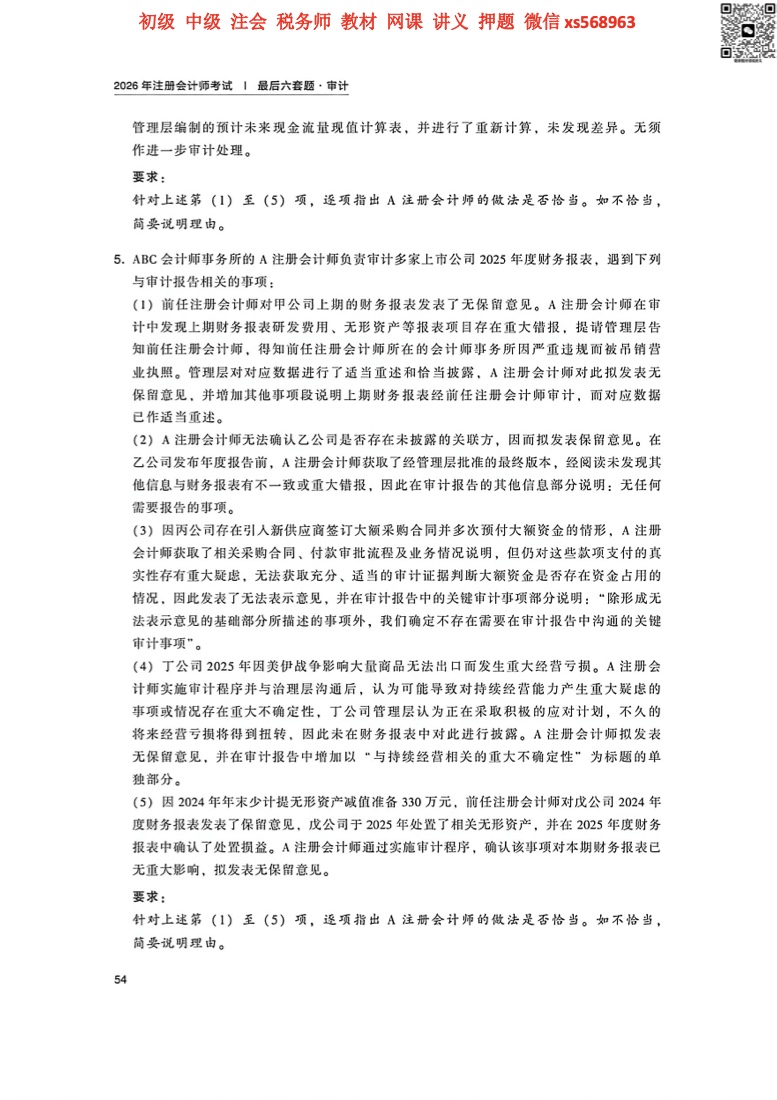 初级 中级 注会 税务师 教材 网课 讲义 押题 微信 xs568963
2026 年注册会计师考试 | 最后六套题·审计
管理层编制的预计未来现金流量现值计算表，并进行了重新计算，未发现差异。无须
作进一步审计处理。
要求：
针对上述第（1）至（5）项，逐项指出 A 注册会计师的做法是否恰当。如不恰当，
简要说明理由。
5. ABC 会计师事务所的 A 注册会计师负责审计多家上市公司 2025 年度财务报表，遇到下列
与审计报告相关的事项：
（1）前任注册会计师对甲公司上期的财务报表发表了无保留意见。A 注册会计师在审
计中发现上期财务报表研发费用、无形资产等报表项目存在重大错报，提请管理层告
知前任注册会计师，得知前任注册会计师所在的会计师事务所因严重违规而被吊销营
业执照。管理层对对应数据进行了适当重述和恰当披露，A 注册会计师对此拟发表无
保留意见，并增加其他事项段说明上期财务报表经前任注册会计师审计，而对应数据
已作适当重述。
（2）A 注册会计师无法确认乙公司是否存在未披露的关联方，因而拟发表保留意见。在
乙公司发布年度报告前，A 注册会计师获取了经管理层批准的最终版本，经阅读未发现其
他信息与财务报表有不一致或重大错报，因此在审计报告的其他信息部分说明：无任何
需要报告的事项。
（3）因丙公司存在引入新供应商签订大额采购合同并多次预付大额资金的情形，A 注册
会计师获取了相关采购合同、付款审批流程及业务情况说明，但仍对这些款项支付的真
实性存有重大疑虑，无法获取充分、适当的审计证据判断大额资金是否存在资金占用的
情况，因此发表了无法表示意见，并在审计报告中的关键审计事项部分说明：“除形成无
法表示意见的基础部分所描述的事项外，我们确定不存在需要在审计报告中沟通的关键
审计事项”。
（4）丁公司 2025 年因美伊战争影响大量商品无法出口而发生重大经营亏损。A 注册会
计师实施审计程序并与治理层沟通后，认为可能导致对持续经营能力产生重大疑虑的
事项或情况存在重大不确定性，丁公司管理层认为正在采取积极的应对计划，不久的
将来经营亏损将得到扭转，因此未在财务报表中对此进行披露。A 注册会计师拟发表
无保留意见，并在审计报告中增加以“与持续经营相关的重大不确定性”为标题的单
独部分。
（5）因 2024 年年末少计提无形资产减值准备 330 万元，前任注册会计师对戊公司 2024 年
度财务报表发表了保留意见，戊公司于 2025 年处置了相关无形资产，并在 2025 年度财务
报表中确认了处置损益。A 注册会计师通过实施审计程序，确认该事项对本期财务报表已
无重大影响，拟发表无保留意见。
要求：
针对上述第（1）至（5）项，逐项指出 A 注册会计师的做法是否恰当。如不恰当，
简要说明理由。
54